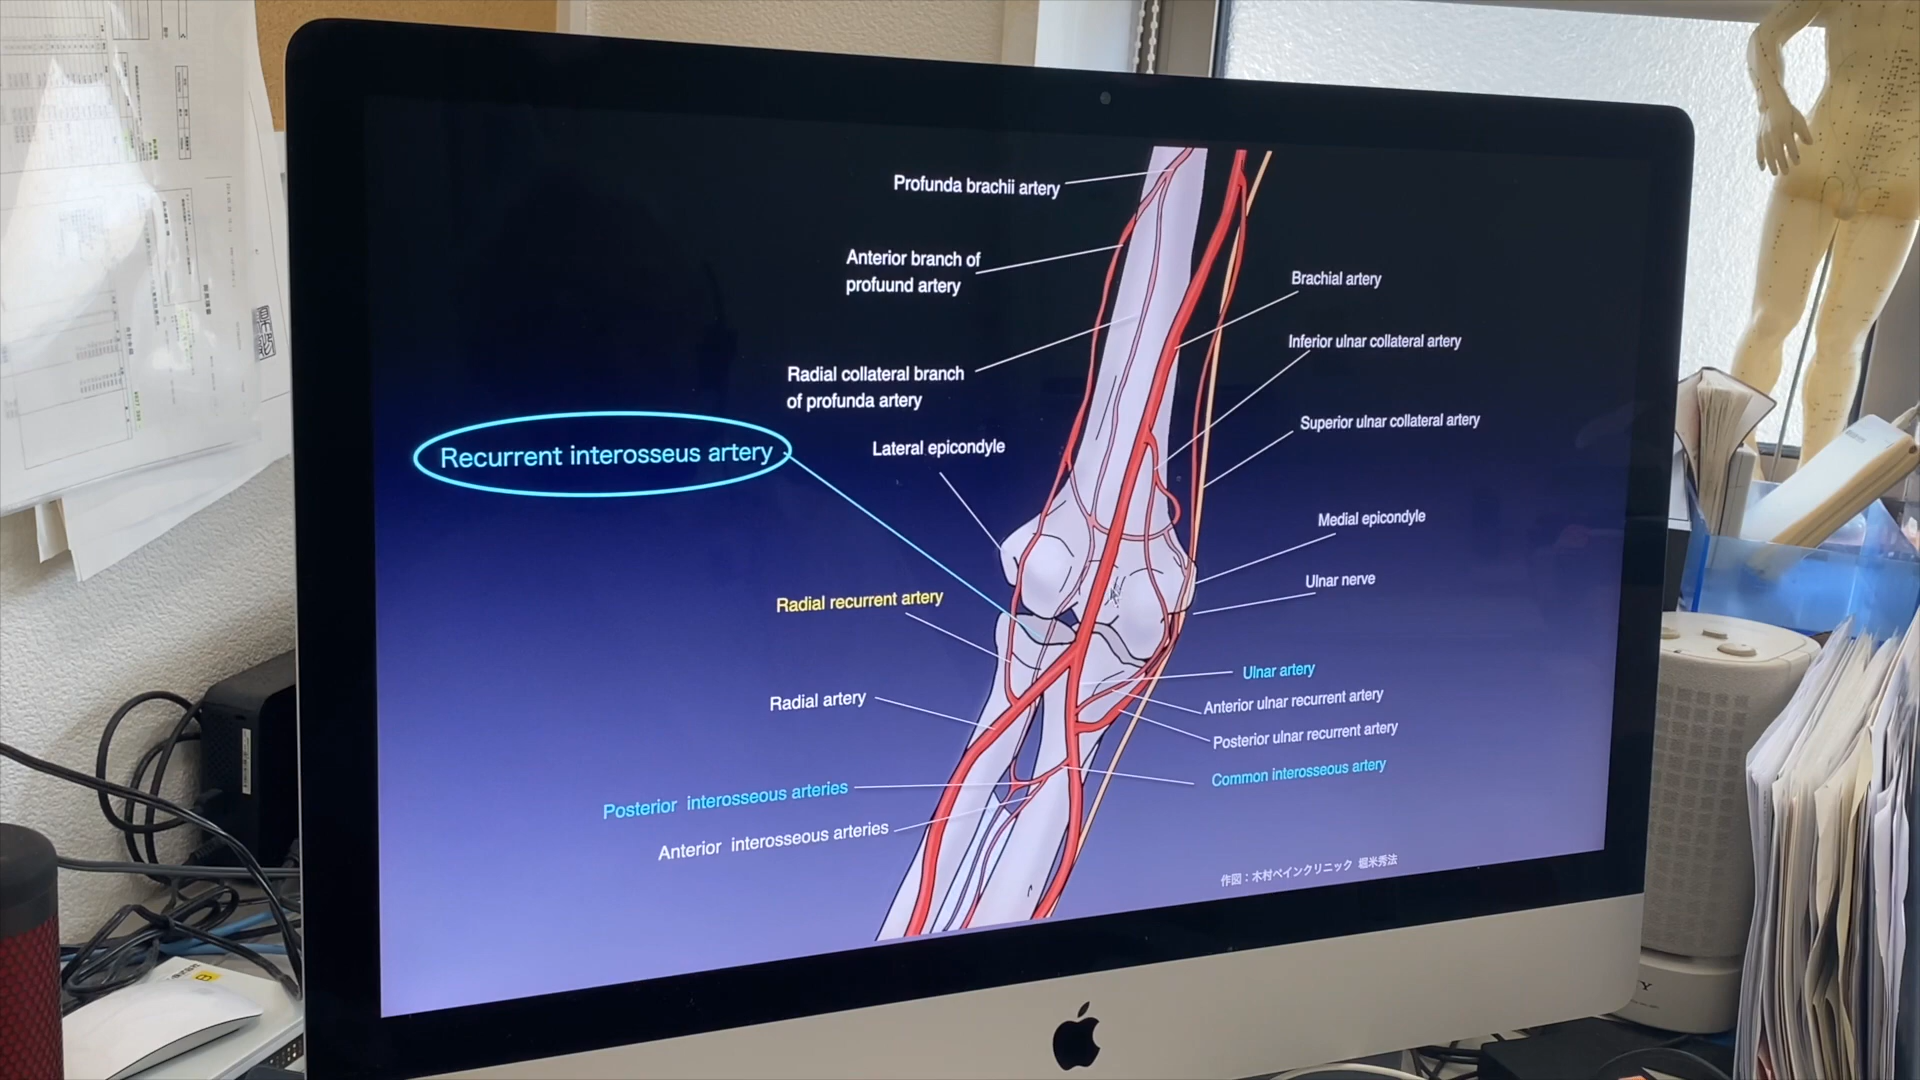 Profunda brachii artery
Anterior branch of
profuund artery
Brachial artery
Inferior ulnar collateral artery
Radial collateral branch
of profunda artery
Superior ulnar collateral artery
Recurrent interosseus artery
Lateral epicondyle
Medial epicondyle
Ulnar nerve
Radial recurrent artery
Ulnar artery
Radial artery
Anterior ulnar recurrent artery
Posterior ulnar recurrent artery
Common interosseous artery
Posterior interosseous arteries
Anterior interosseous arteries
作図：木村ペインクリニック 堀米秀法